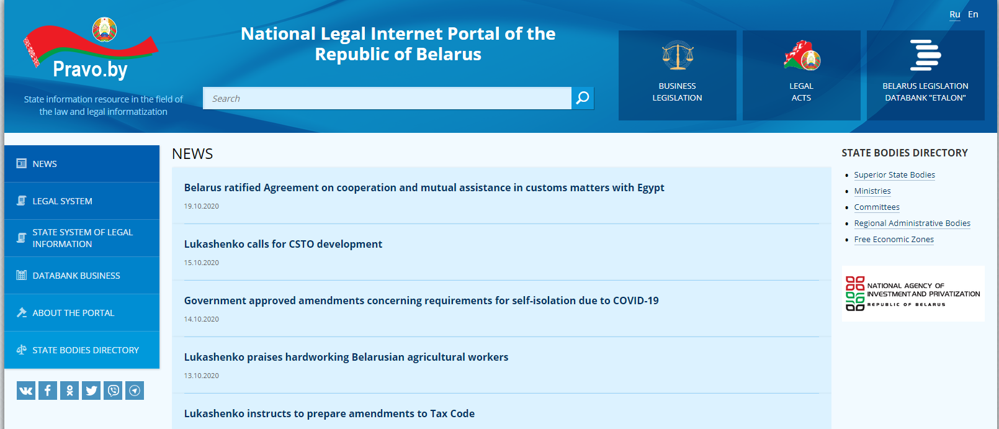 Ru En
Pravo.by
State information resource in the field of
the law and legal informatization
National Legal Internet Portal of the
Republic of Belarus
Search
BUSINESS
LEGISLATION
LEGAL
ACTS
BELARUS LEGISLATION
DATABANK "ETALON"
NEWS
LEGAL SYSTEM
STATE SYSTEM OF LEGAL
INFORMATION
DATABANK BUSINESS
ABOUT THE PORTAL
STATE BODIES DIRECTORY
NEWS
Belarus ratified Agreement on cooperation and mutual assistance in customs matters with Egypt
19.10.2020
Lukashenko calls for CSTO development
15.10.2020
Government approved amendments concerning requirements for self-isolation due to COVID-19
14.10.2020
Lukashenko praises hardworking Belarusian agricultural workers
13.10.2020
Lukashenko instructs to prepare amendments to Tax Code
STATE BODIES DIRECTORY
Superior State Bodies
Ministries
Committees
Regional Administrative Bodies
Free Economic Zones
NATIONAL AGENCY OF
INVESTMENT AND PRIVATIZATION
REPUBLIC OF BELARUS